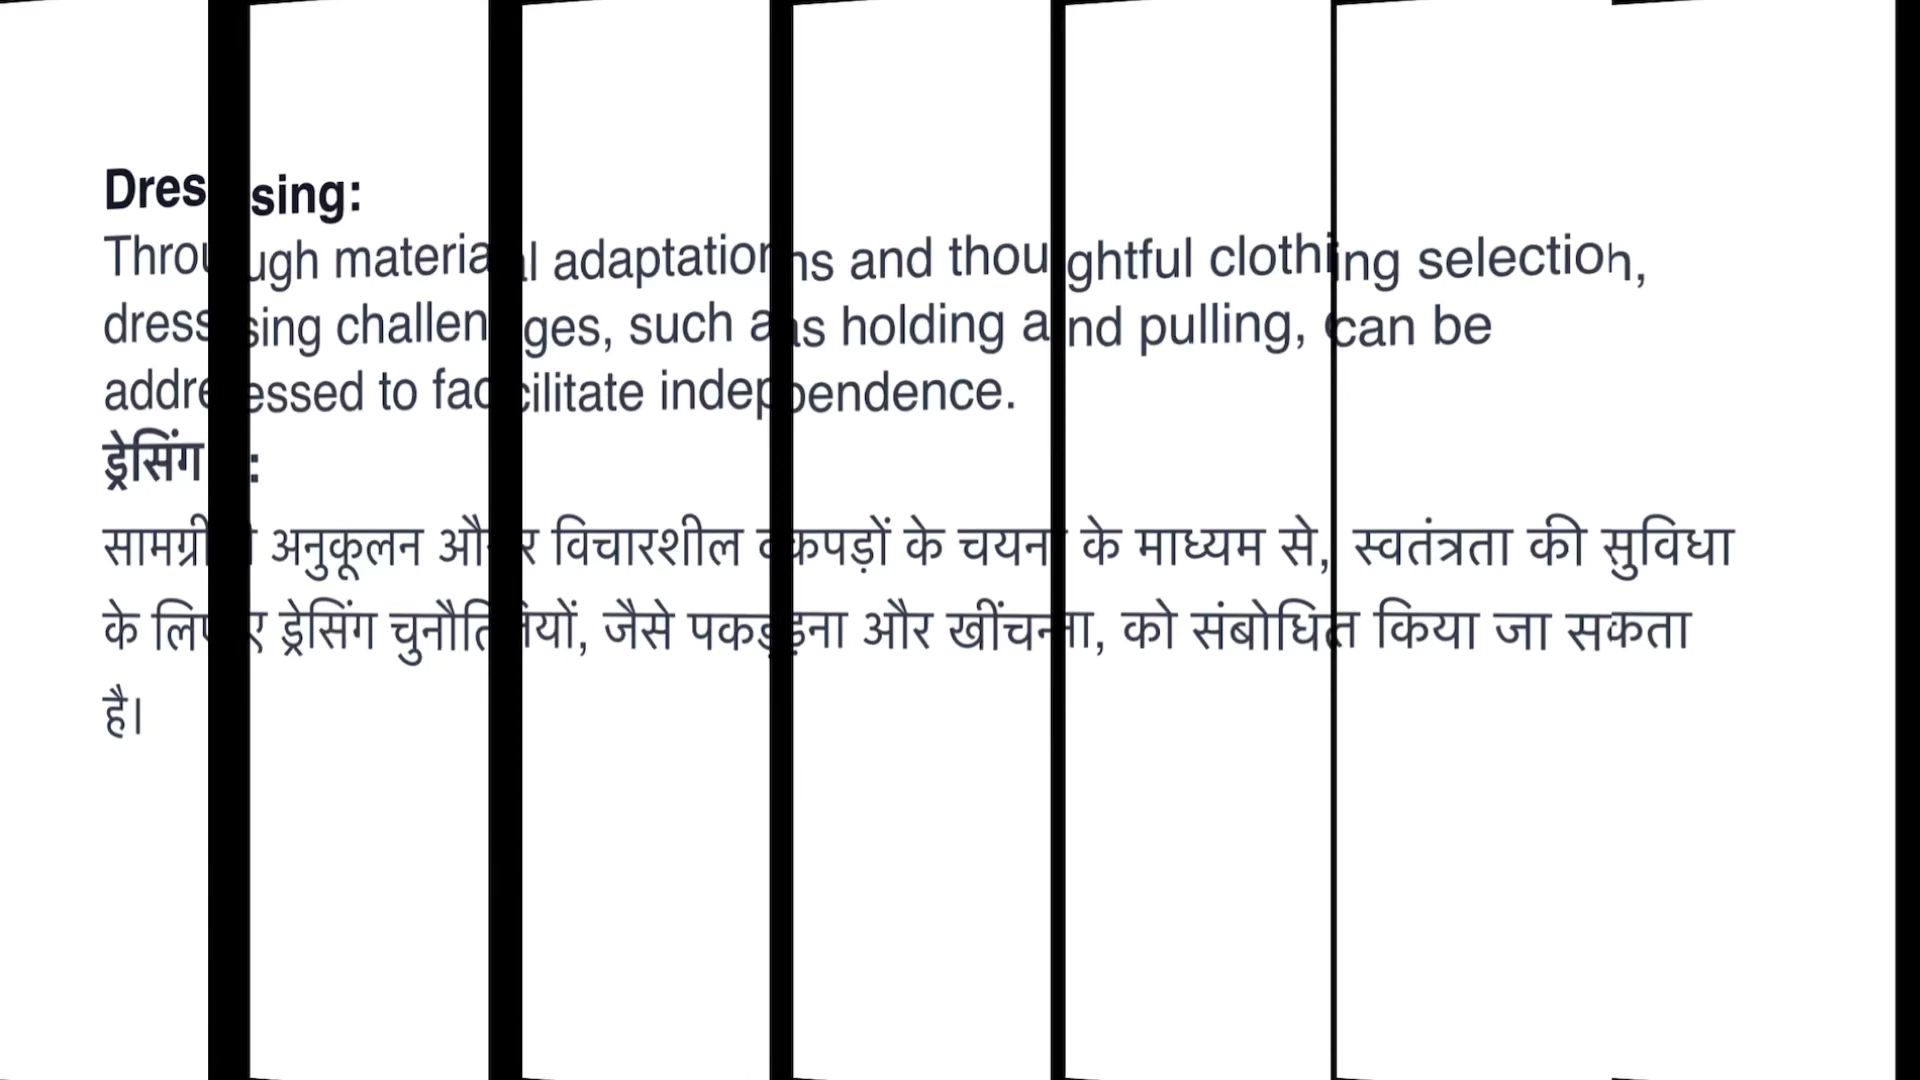 Dressing:
Through material adaptations and thoughtful clothing selection,
dressing challenges, such as holding and pulling, can be
addressed to facilitate independence.
ड्रेसिंग :
सामग्री अनुकूलन और विचारशील कपड़ों के चयन के माध्यम से, स्वतंत्रता की सुविधा
के लिए ड्रेसिंग चुनौतियों, जैसे पकड़ना और खींचना, को संबोधित किया जा सकता
है।